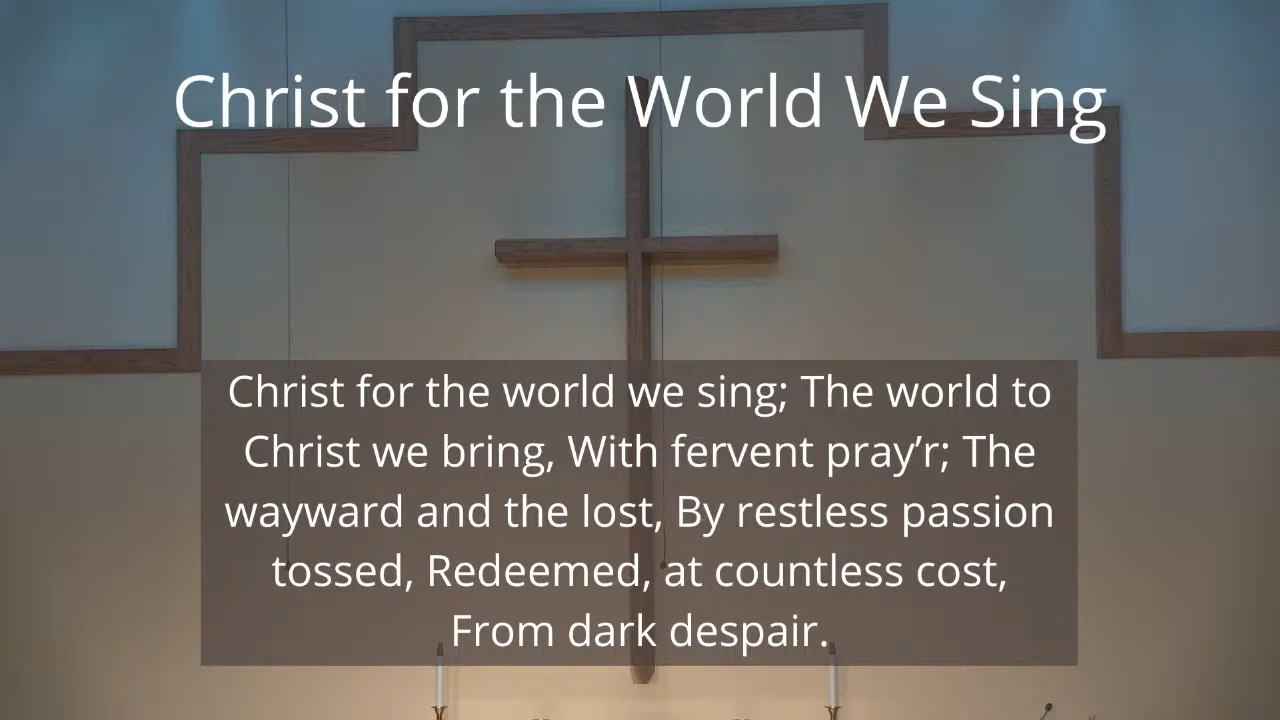 Christ for the World We Sing
Christ for the world we sing; The world to
Christ we bring, With fervent pray’r; The
wayward and the lost, By restless passion
tossed, Redeemed, at countless cost,
From dark despair.